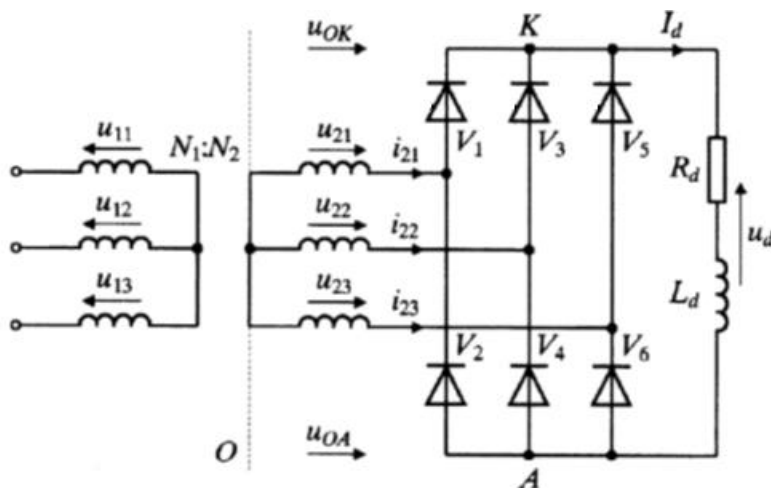 u_OK
K
I_d
u_11
N_1:N_2
u_21
i_21
V_1
V_3
V_5
R_d
u_12
u_22
i_22
u_d
u_13
u_23
i_23
L_d
V_2
V_4
V_6
O
u_OA
A